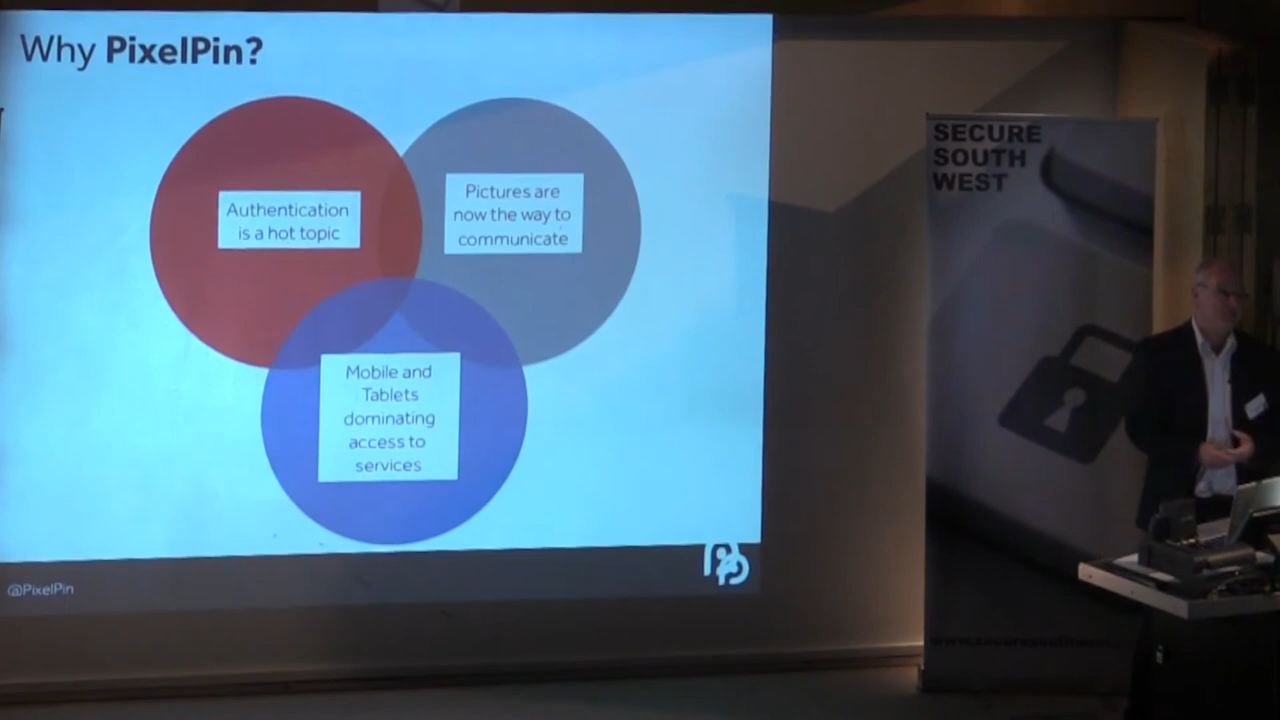 Why PixelPin?
Authentication
is a hot topic
Pictures are
now the way to
communicate
Mobile and
Tablets
dominating
access to
services
@PixelPin
SECURE
SOUTH
WEST